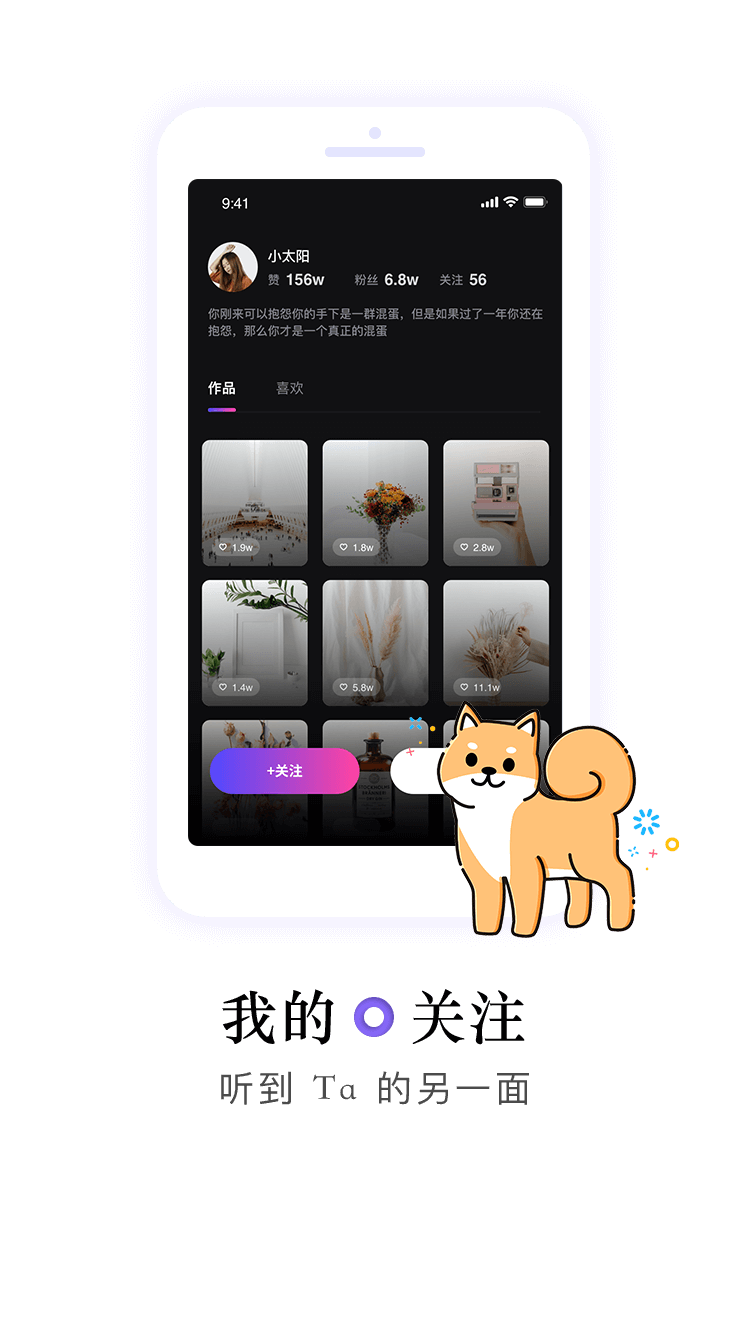 9:41
小太阳
赞 156w 粉丝 6.8w 关注 56
你刚来可以抱怨你的手下是一群混蛋，但是如果过了一年你还在
抱怨，那么你才是一个真正的混蛋
作品 喜欢
1.9w 1.8w 2.8w
1.4w 5.8w 11.1w
+关注
我的 关注
听到 Ta 的另一面